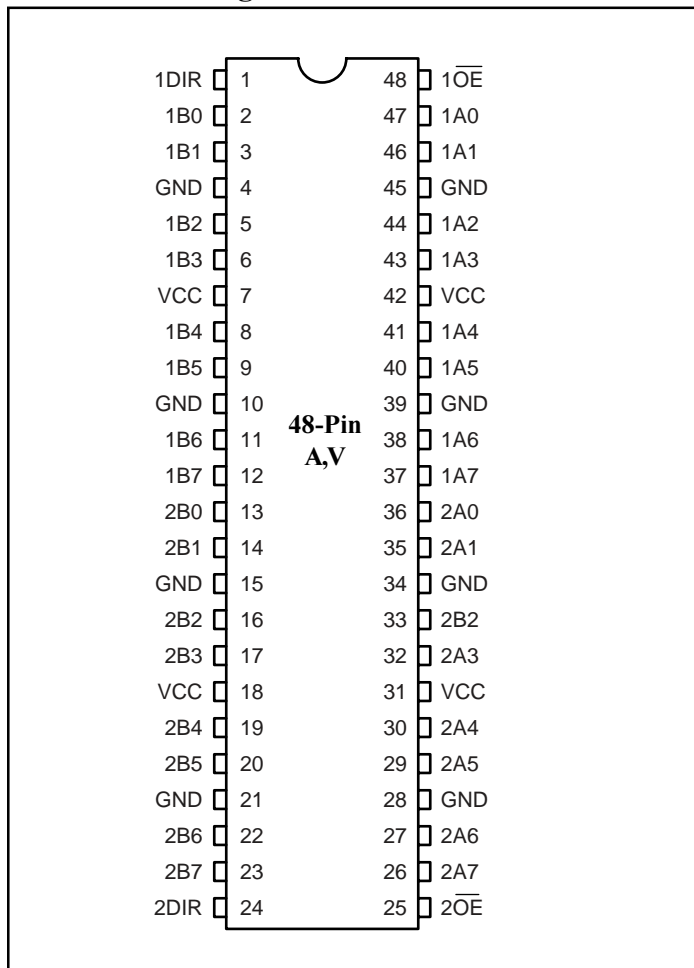 1DIR 1 48 1O̅E̅
1B0 2 47 1A0
1B1 3 46 1A1
GND 4 45 GND
1B2 5 44 1A2
1B3 6 43 1A3
VCC 7 42 VCC
1B4 8 41 1A4
1B5 9 40 1A5
GND 10 39 GND
48-Pin
1B6 11 38 1A6
A,V
1B7 12 37 1A7
2B0 13 36 2A0
2B1 14 35 2A1
GND 15 34 GND
2B2 16 33 2B2
2B3 17 32 2A3
VCC 18 31 VCC
2B4 19 30 2A4
2B5 20 29 2A5
GND 21 28 GND
2B6 22 27 2A6
2B7 23 26 2A7
2DIR 24 25 2O̅E̅